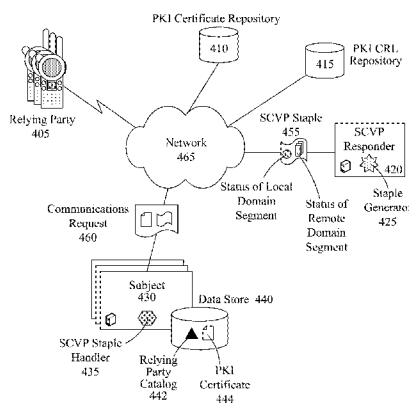 PKI Certificate
Repository
410
PKI CRL
Repository
415
Relying Party
405
Network
465
SCVP Staple
455
SCVP
Responder
420
Staple
Generator
425
Status of Local
Domain
Segment
Status of
Remote
Domain
Segment
Communications
Request
460
Subject
430
Data Store 440
SCVP Staple
Handler
435
Relying
Party
Catalog
442
PKI
Certificate
444